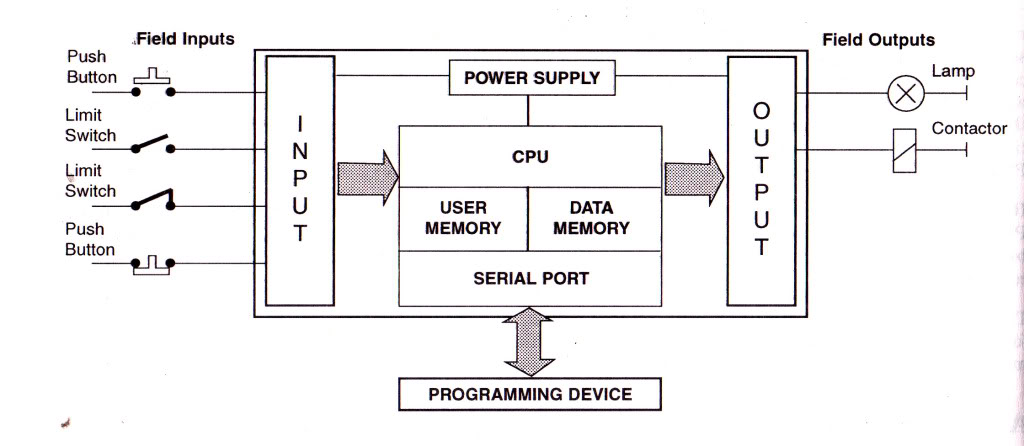 Field Inputs
Field Outputs
Push
Button
Limit
Switch
Limit
Switch
Push
Button
INPUT
POWER SUPPLY
CPU
USER
MEMORY
DATA
MEMORY
SERIAL PORT
OUTPUT
Lamp
Contactor
PROGRAMMING DEVICE